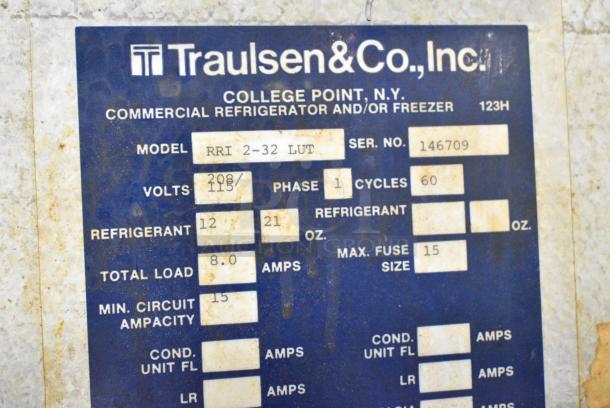 Traulsen&Co.,Inc.
COLLEGE POINT, N.Y.
COMMERCIAL REFRIGERATOR AND/OR FREEZER 123H
MODEL RRI 2-32 LUT SER. NO. 146709
VOLTS 208/ 115 PHASE 1 CYCLES 60
REFRIGERANT 12 21 OZ. REFRIGERANT OZ.
TOTAL LOAD 8.0 AMPS MAX. FUSE SIZE 15
MIN. CIRCUIT AMPACITY 15
COND. UNIT FL AMPS COND. UNIT FL AMPS
LR AMPS LR AMPS
AMPS